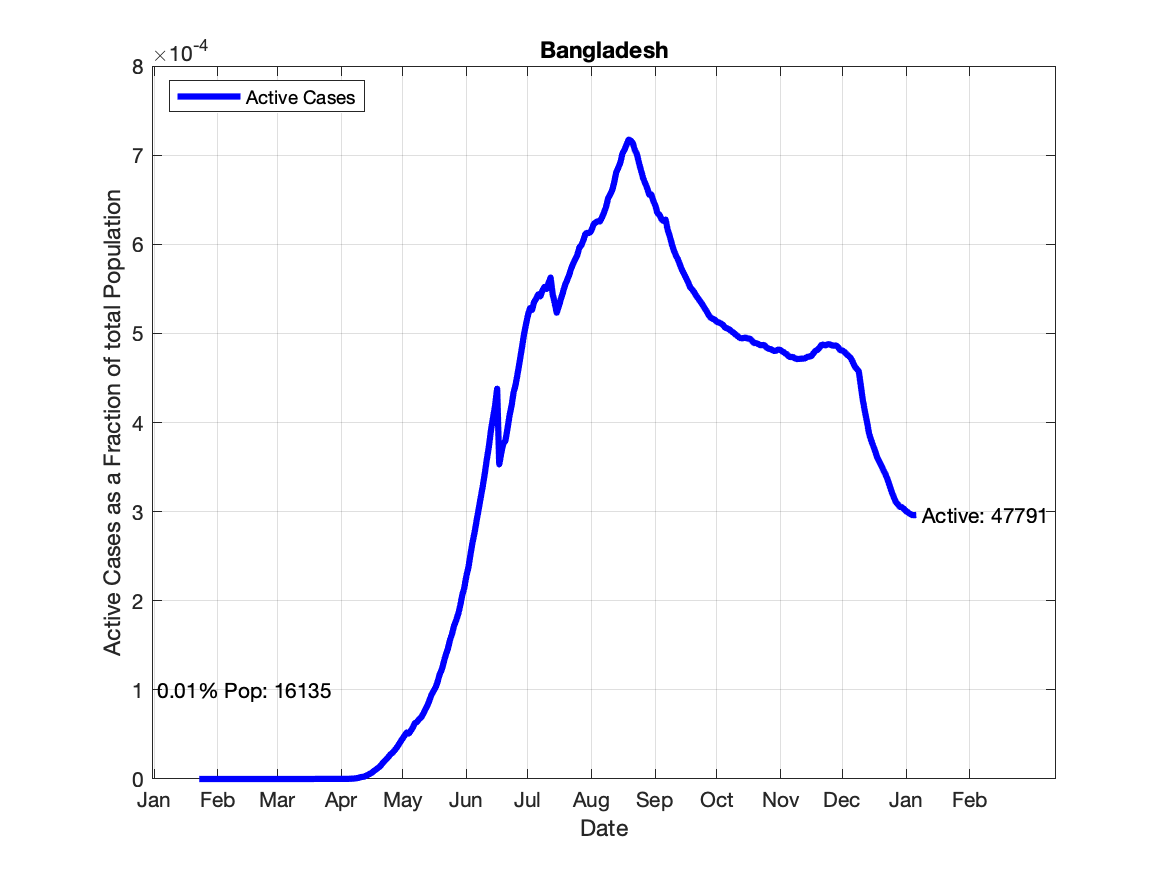 Bangladesh
×10-4
Active Cases
8
7
6
5
4
3
2
1
0
Active Cases as a Fraction of total Population
0.01% Pop: 16135
Active: 47791
Jan Feb Mar Apr May Jun Jul Aug Sep Oct Nov Dec Jan Feb
Date